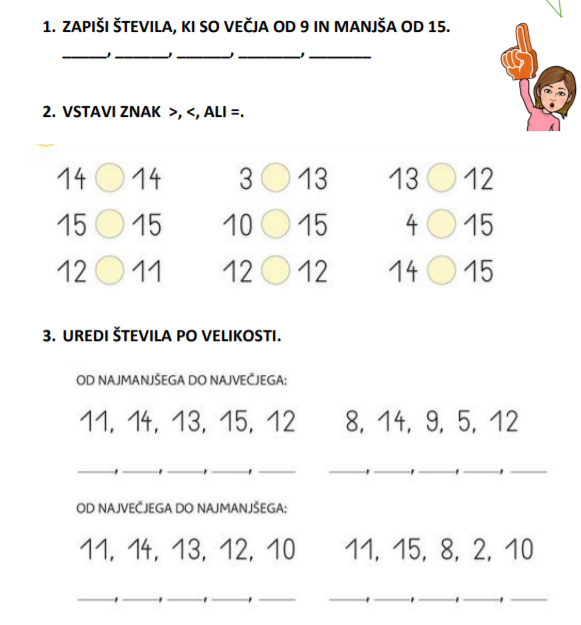 1. ZAPIŠI ŠTEVILA, KI SO VEČJA OD 9 IN MANJŠA OD 15.
_____, ______, ______, _______, _______
2. VSTAVI ZNAK >, <, ALI =.
14 ◯ 14 3 ◯ 13 13 ◯ 12
15 ◯ 15 10 ◯ 15 4 ◯ 15
12 ◯ 11 12 ◯ 12 14 ◯ 15
3. UREDI ŠTEVILA PO VELIKOSTI.
OD NAJMANJŠEGA DO NAJVEČJEGA:
11, 14, 13, 15, 12 8, 14, 9, 5, 12
____, ____, ____, ____, ____ ____, ____, ____, ____, ____
OD NAJVEČJEGA DO NAJMANJŠEGA:
11, 14, 13, 12, 10 11, 15, 8, 2, 10
____, ____, ____, ____, ____ ____, ____, ____, ____, ____